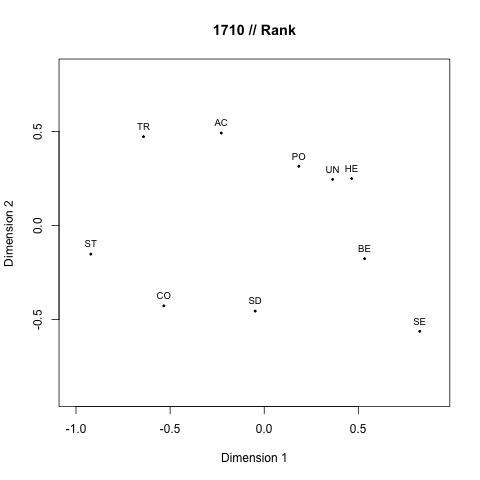 1710 // Rank
Dimension 2
0.5
0.0
-0.5
TR
AC
PO
UN HE
ST
BE
CO
SD
SE
-1.0 -0.5 0.0 0.5
Dimension 1